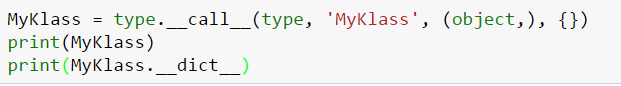 MyKlass = type.__call__(type, 'MyKlass', (object,), {})
print(MyKlass)
print(MyKlass.__dict__)